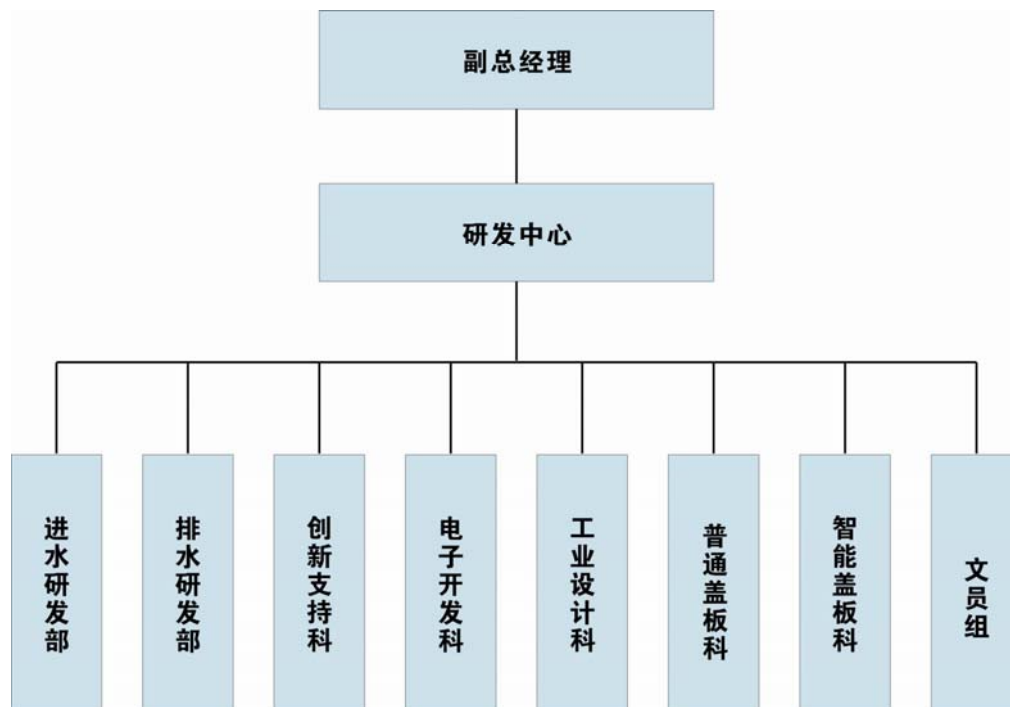 副总经理
研发中心
进水研发部
排水研发部
创新支持科
电子开发科
工业设计科
普通盖板科
智能盖板科
文员组